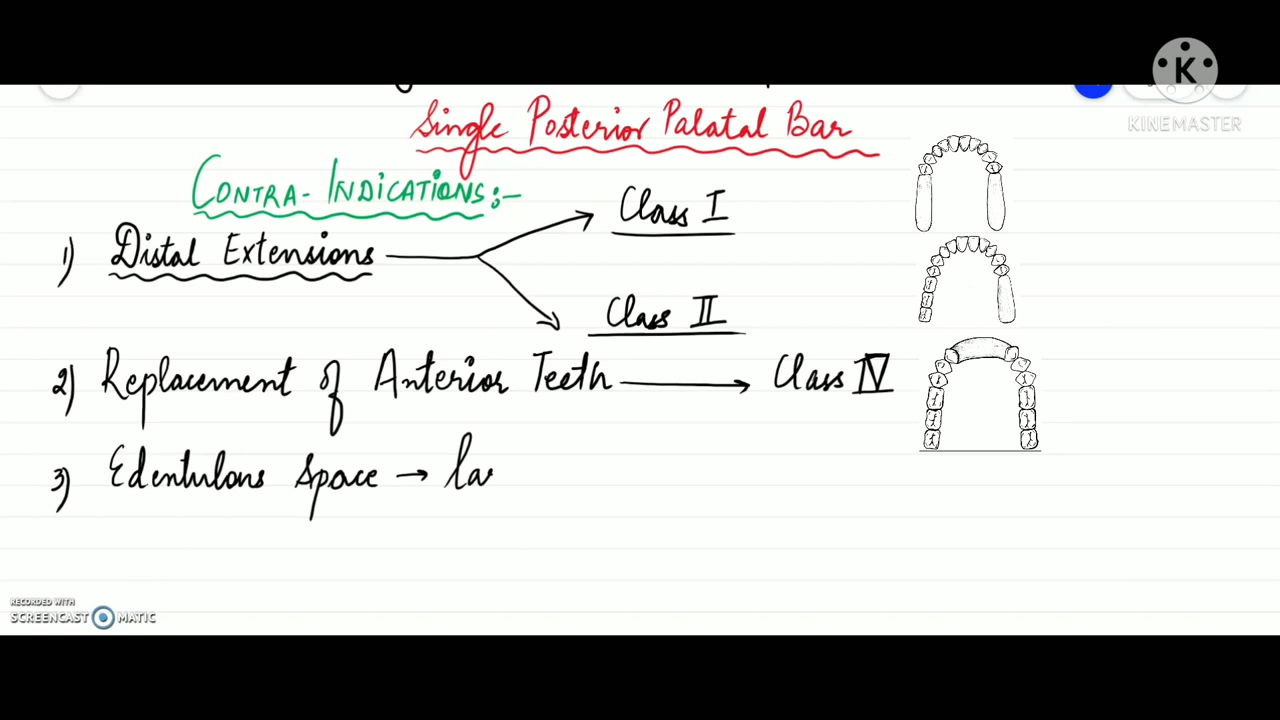 K
KINEMASTER
Single Posterior Palatal Bar
CONTRA-INDICATIONS:-
1) Distal Extensions
Class I
Class II
2) Replacement of Anterior Teeth → Class IV
3) Edentulous space → la
RECORDED WITH
SCREENCAST MATIC